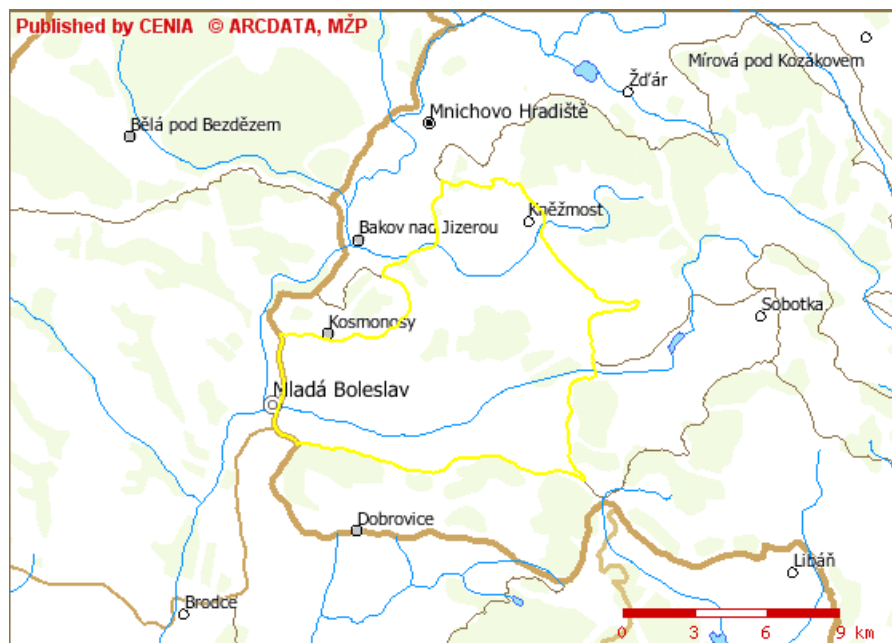 Published by CENIA © ARCDATA, MŽP
Mírová pod Kozákovem
Žďár
Mnichovo Hradiště
Bělá pod Bezdězem
Kněžmost
Bakov nad Jizerou
Sobotka
Kosmonosy
Mladá Boleslav
Dobrovice
Libáň
Brodce
0 3 6 9 km